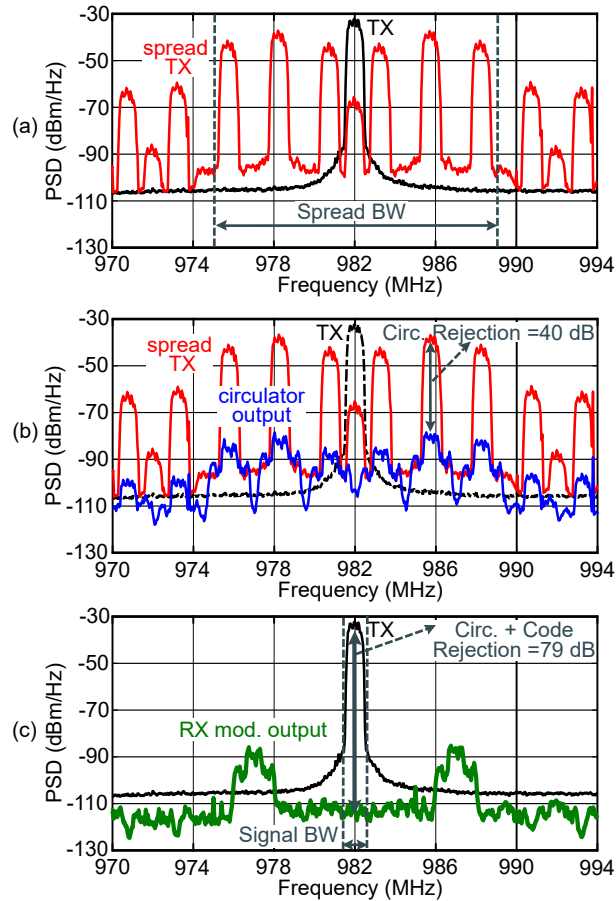 (a)
PSD (dBm/Hz)
-30
-50
-70
-90
-110
-130
spread
TX
TX
Spread BW
970 974 978 982 986 990 994
Frequency (MHz)
(b)
PSD (dBm/Hz)
-30
-50
-70
-90
-110
-130
spread
TX
TX
Circ. Rejection =40 dB
circulator
output
970 974 978 982 986 990 994
Frequency (MHz)
(c)
PSD (dBm/Hz)
-30
-50
-70
-90
-110
-130
TX
Circ. + Code
Rejection =79 dB
RX mod. output
Signal BW
970 974 978 982 986 990 994
Frequency (MHz)